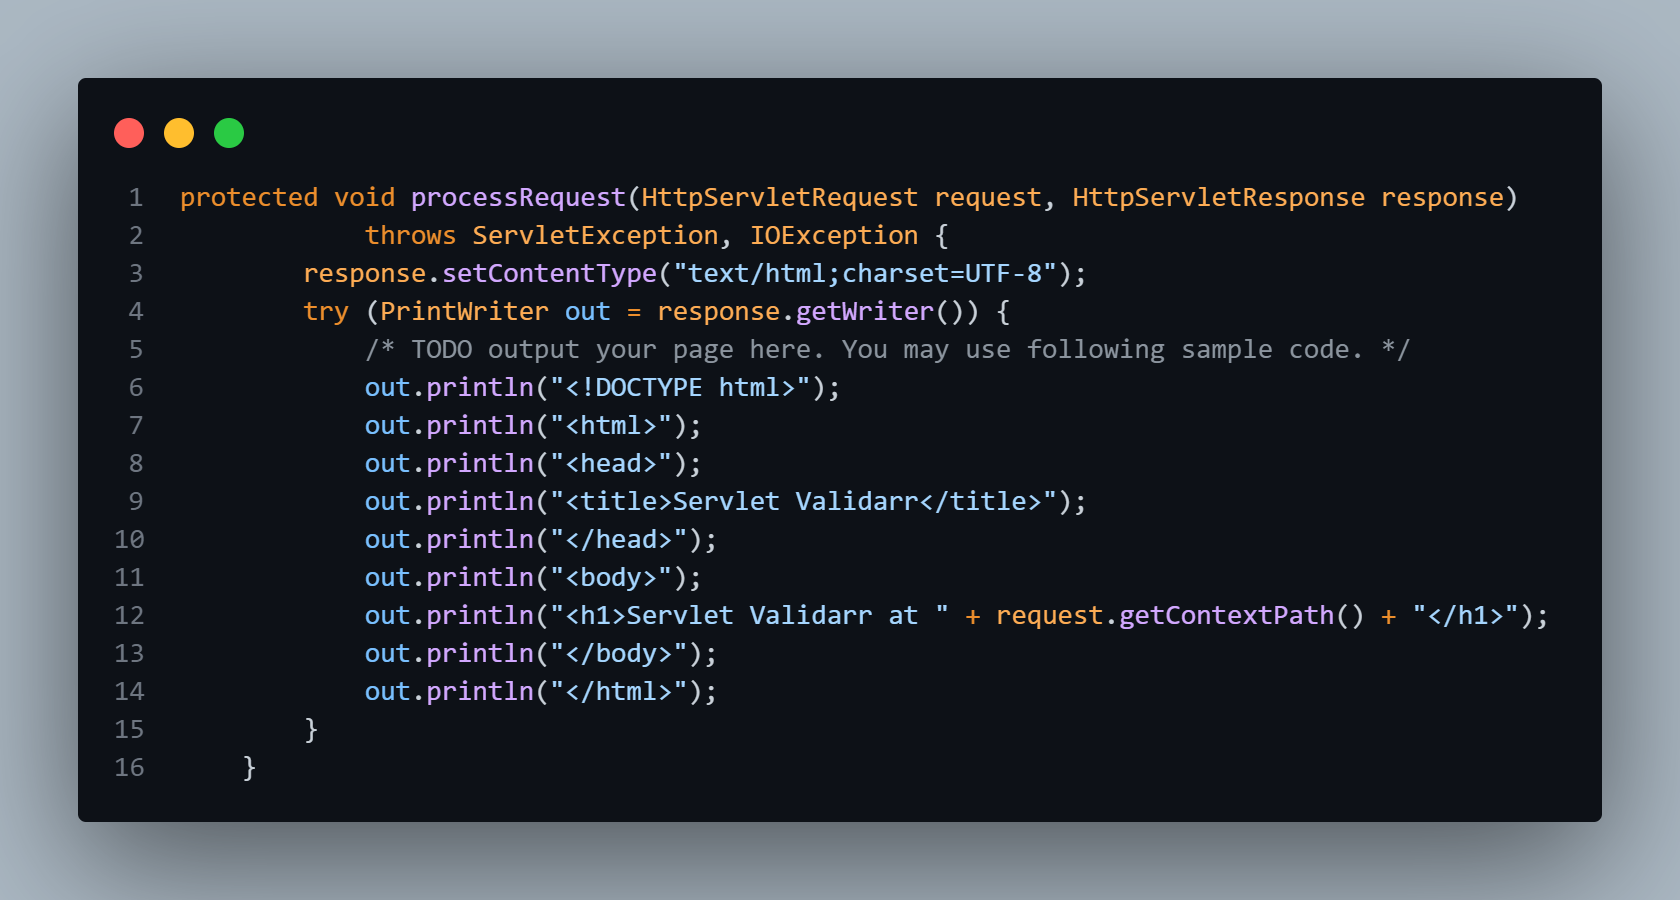 1 protected void processRequest(HttpServletRequest request, HttpServletResponse response)
2             throws ServletException, IOException {
3         response.setContentType("text/html;charset=UTF-8");
4         try (PrintWriter out = response.getWriter()) {
5             /* TODO output your page here. You may use following sample code. */
6             out.println("<!DOCTYPE html>");
7             out.println("<html>");
8             out.println("<head>");
9             out.println("<title>Servlet Validarr</title>");
10             out.println("</head>");
11             out.println("<body>");
12             out.println("<h1>Servlet Validarr at " + request.getContextPath() + "</h1>");
13             out.println("</body>");
14             out.println("</html>");
15         }
16     }